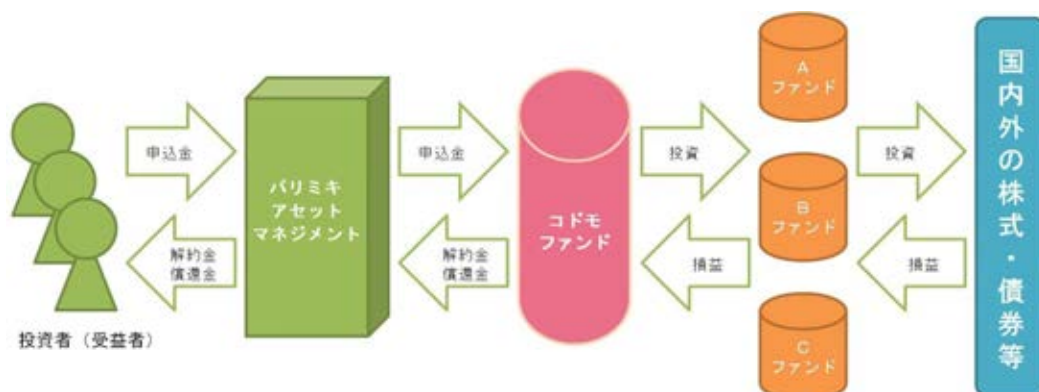 申込金
解約金
償還金
投資者（受益者）
パリミキ
アセット
マネジメント
申込金
解約金
償還金
コドモ
ファンド
投資
損益
A
ファンド
B
ファンド
C
ファンド
投資
損益
国内外の株式・債券等